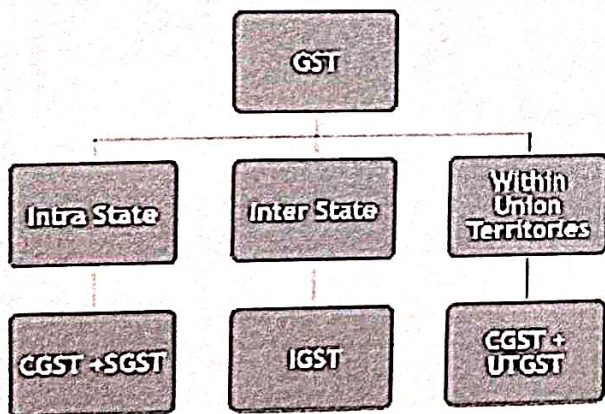 GST
Intra State
Inter State
Within
Union
Territories
CGST +SGST
IGST
CGST +
UTGST